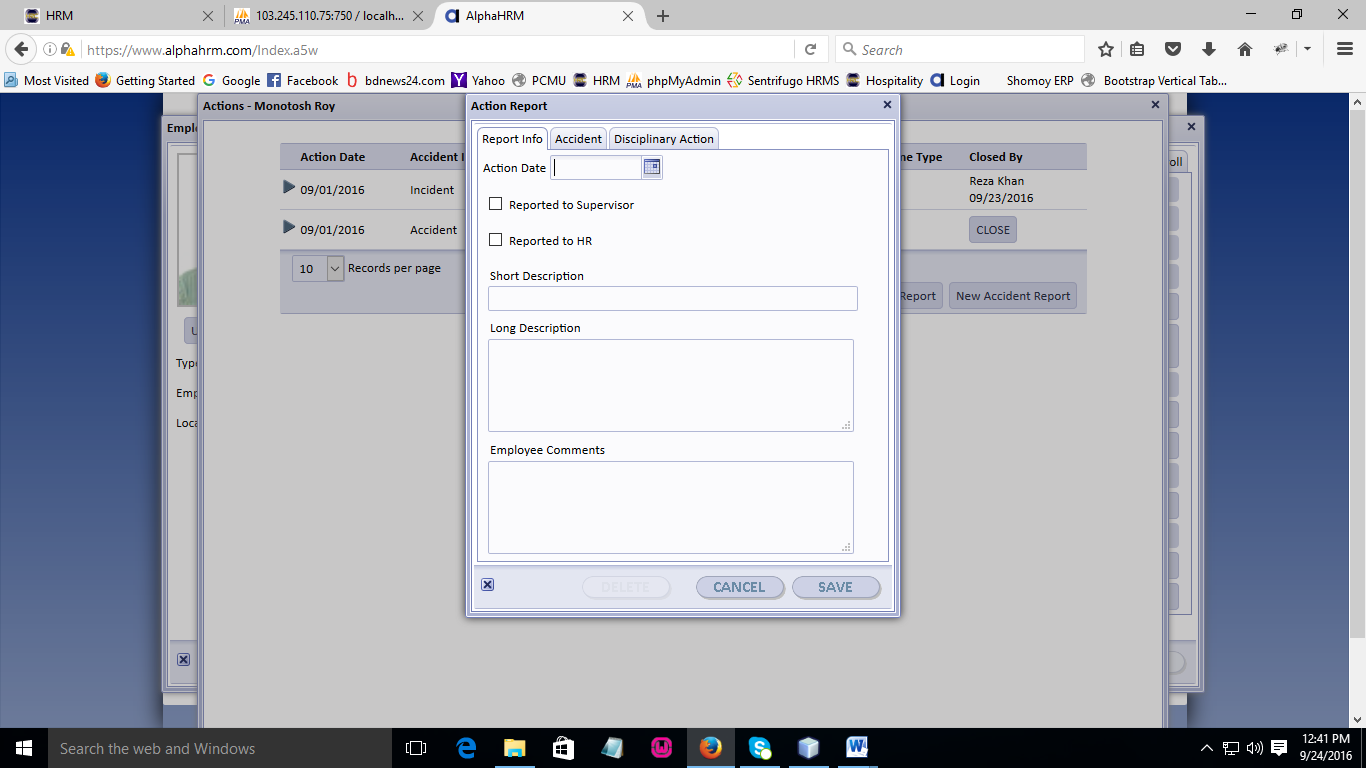 HRM
103.245.110.75:750 / localh...
AlphaHRM
https://www.alphahrm.com/Index.a5w
Search
Most Visited
Getting Started
Google
Facebook
bdnews24.com
Yahoo
PCMU
HRM
phpMyAdmin
Sentrifugo HRMS
Hospitality
Login
Shomoy ERP
Bootstrap Vertical Tab...
Actions - Monotosh Roy
Action Report
Report Info
Accident
Disciplinary Action
Action Date
Reported to Supervisor
Reported to HR
Short Description
Long Description
Employee Comments
DELETE
CANCEL
SAVE
Action Date
Accident I
ne Type
Closed By
09/01/2016
Incident
Reza Khan
09/23/2016
09/01/2016
Accident
CLOSE
10
Records per page
Report
New Accident Report
Emplo
oll
U
Type
Emp
Loca
Search the web and Windows
12:41 PM
9/24/2016